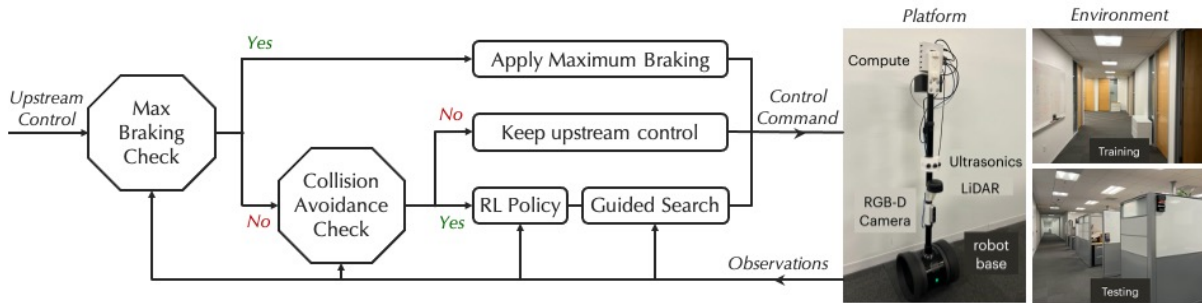 Platform
Environment
Yes
Apply Maximum Braking
Compute
Upstream
Control
Max
Braking
Check
No
Keep upstream control
Control
Command
Training
Collision
Avoidance
Check
No
Yes
RL Policy
Guided Search
Ultrasonics
LiDAR
RGB-D
Camera
robot
base
Observations
Testing